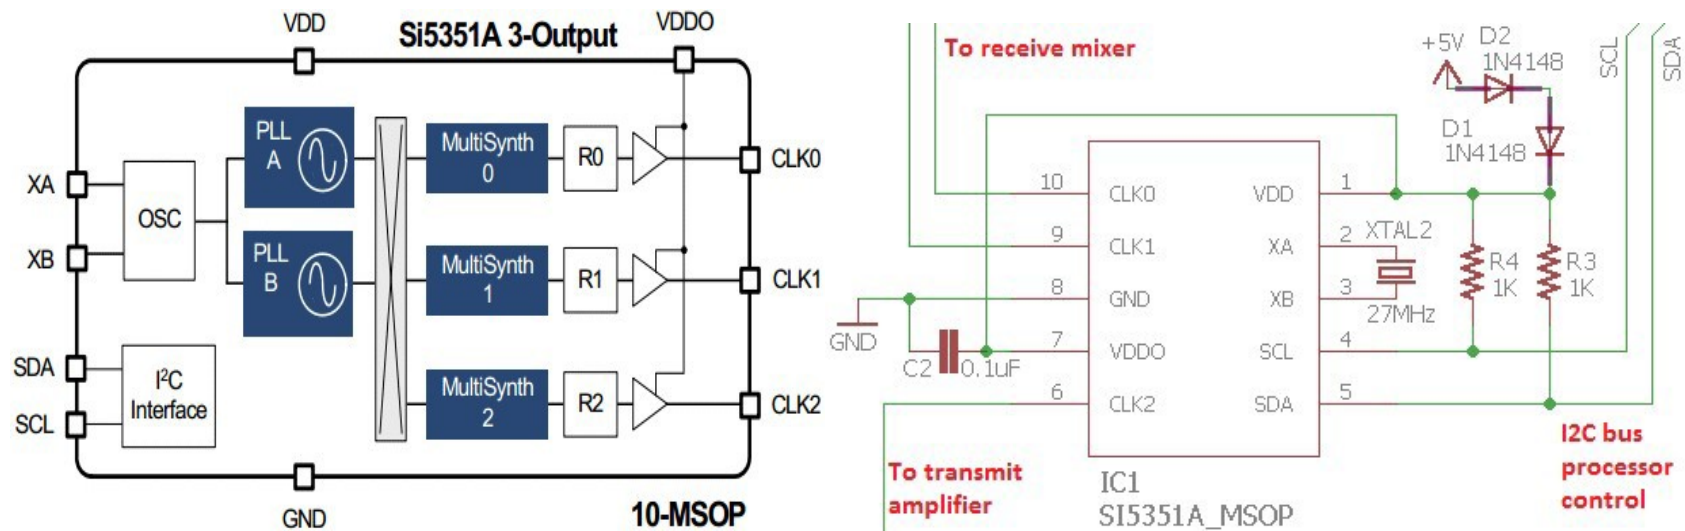 VDD
Si5351A 3-Output
VDDO
PLL
A
MultiSynth
0
R0
CLK0
XA
OSC
XB
PLL
B
MultiSynth
1
R1
CLK1
SDA
I²C
Interface
SCL
MultiSynth
2
R2
CLK2
GND
10-MSOP
To receive mixer
+5V
D2
1N4148
SCL
SDA
D1
1N4148
10
CLK0
VDD
1
9
CLK1
XA
2
XTAL2
R4
1K
R3
1K
8
GND
XB
3
27MHz
GND
C2
0.1uF
7
VDDO
SCL
4
6
CLK2
SDA
5
To transmit
amplifier
IC1
SI5351A_MSOP
I2C bus
processor
control